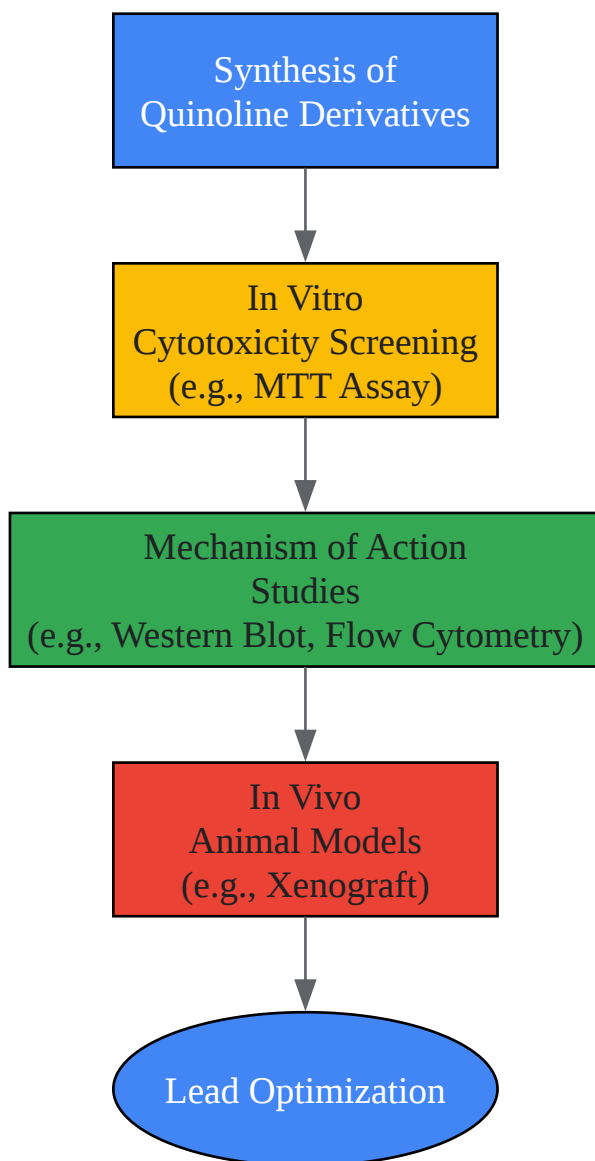 Synthesis of
Quinoline Derivatives
In Vitro
Cytotoxicity Screening
(e.g., MTT Assay)
Mechanism of Action
Studies
(e.g., Western Blot, Flow Cytometry)
In Vivo
Animal Models
(e.g., Xenograft)
Lead Optimization